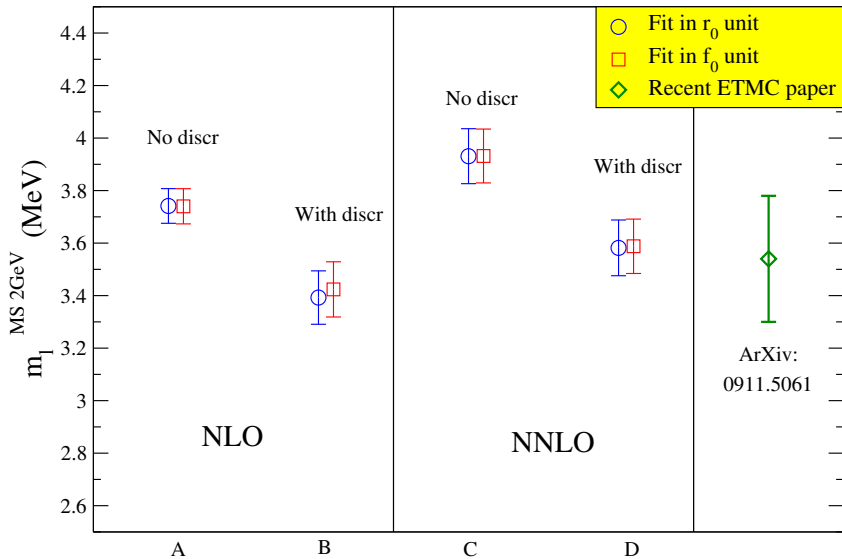 4.4
4.2
4
3.8
3.6
3.4
3.2
3
2.8
2.6
m_l^MS 2GeV (MeV)
Fit in r_0 unit
Fit in f_0 unit
Recent ETMC paper
No discr
With discr
No discr
With discr
ArXiv:
0911.5061
NLO
NNLO
A
B
C
D